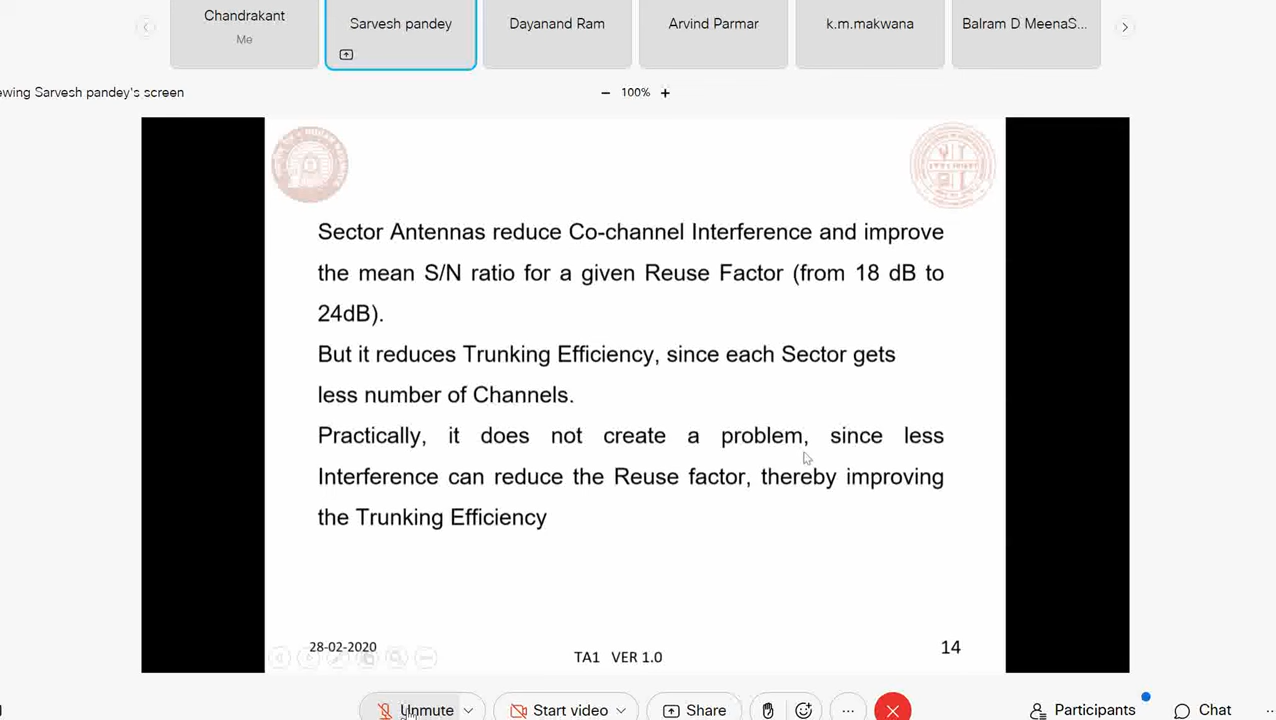 Chandrakant
Me
Sarvesh pandey
Dayanand Ram
Arvind Parmar
k.m.makwana
Balram D MeenaS...
ewing Sarvesh pandey's screen
100%
Sector Antennas reduce Co-channel Interference and improve
the mean S/N ratio for a given Reuse Factor (from 18 dB to
24dB).
But it reduces Trunking Efficiency, since each Sector gets
less number of Channels.
Practically, it does not create a problem, since less
Interference can reduce the Reuse factor, thereby improving
the Trunking Efficiency
28-02-2020
TA1 VER 1.0
14
Unmute
Start video
Share
Participants
Chat